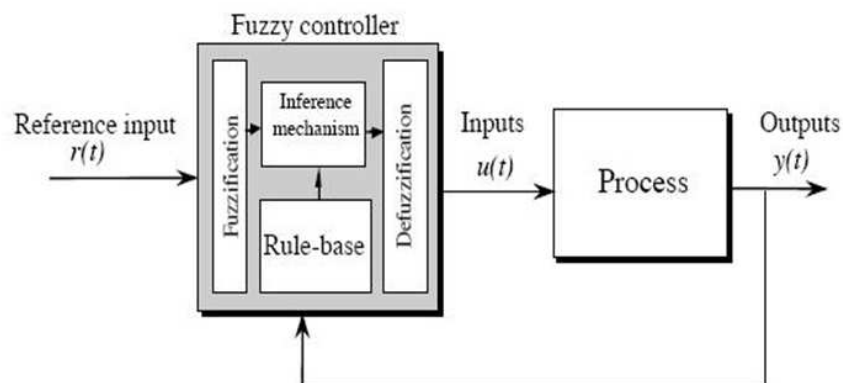 Fuzzy controller
Reference input
r(t)
Fuzzification
Inference
mechanism
Rule-base
Defuzzification
Inputs
u(t)
Process
Outputs
y(t)